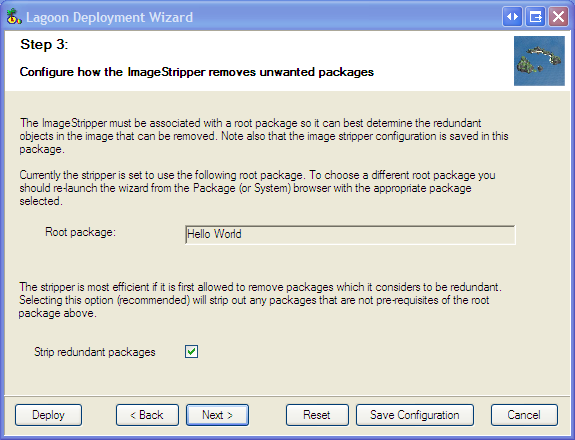 Lagoon Deployment Wizard
Step 3:
Configure how the ImageStripper removes unwanted packages
The ImageStripper must be associated with a root package so it can best detemine the redundant
objects in the image that can be removed. Note also that the image stripper configuration is saved in this
package.
Currently the stripper is set to use the following root package. To choose a different root package you
should re-launch the wizard from the Package (or System) browser with the appropriate package
selected.
Root package:
Hello World
The stripper is most efficient if it is first allowed to remove packages which it considers to be redundant.
Selecting this option (recommended) will strip out any packages that are not pre-requisites of the root
package above.
Strip redundant packages
Deploy
< Back
Next >
Reset
Save Configuration
Cancel